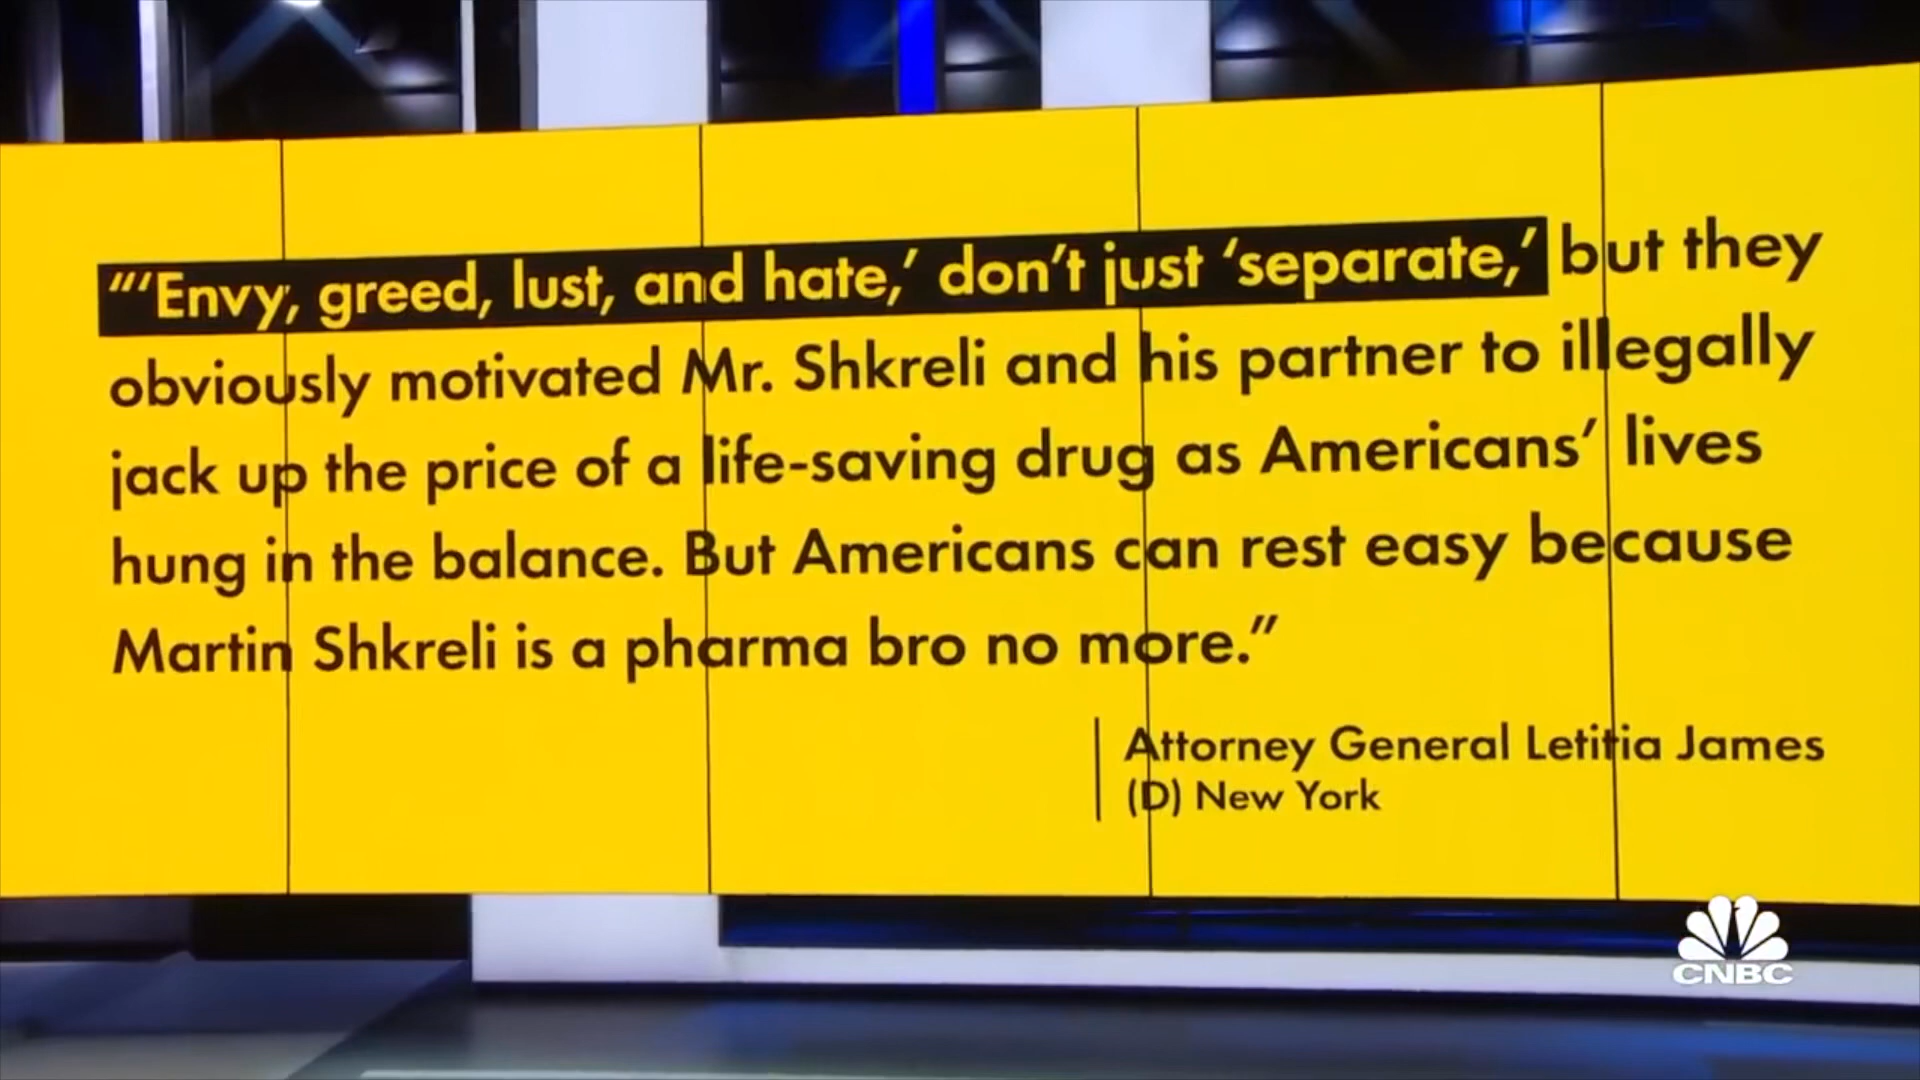 “‘Envy, greed, lust, and hate,’ don’t just ‘separate,’ but they
obviously motivated Mr. Shkreli and his partner to illegally
jack up the price of a life-saving drug as Americans’ lives
hung in the balance. But Americans can rest easy because
Martin Shkreli is a pharma bro no more.”
Attorney General Letitia James
(D) New York
CNBC